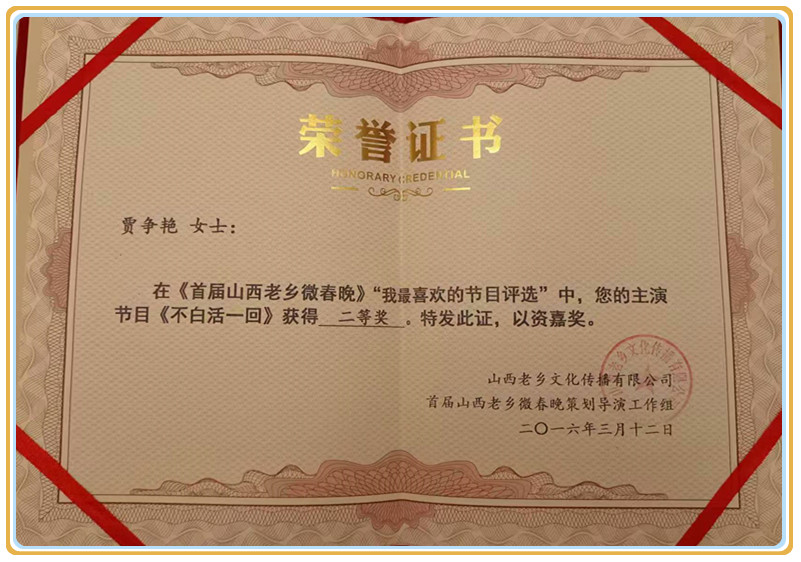 荣誉证书
HONORARY CREDENTIAL
贾争艳 女士：
在《首届山西老乡微春晚》“我最喜欢的节目评选”中，您的主演
节目《不白活一回》获得 二等奖 。特发此证，以资嘉奖。
山西老乡文化传播有限公司
首届山西老乡微春晚策划导演工作组
二〇一六年三月十二日